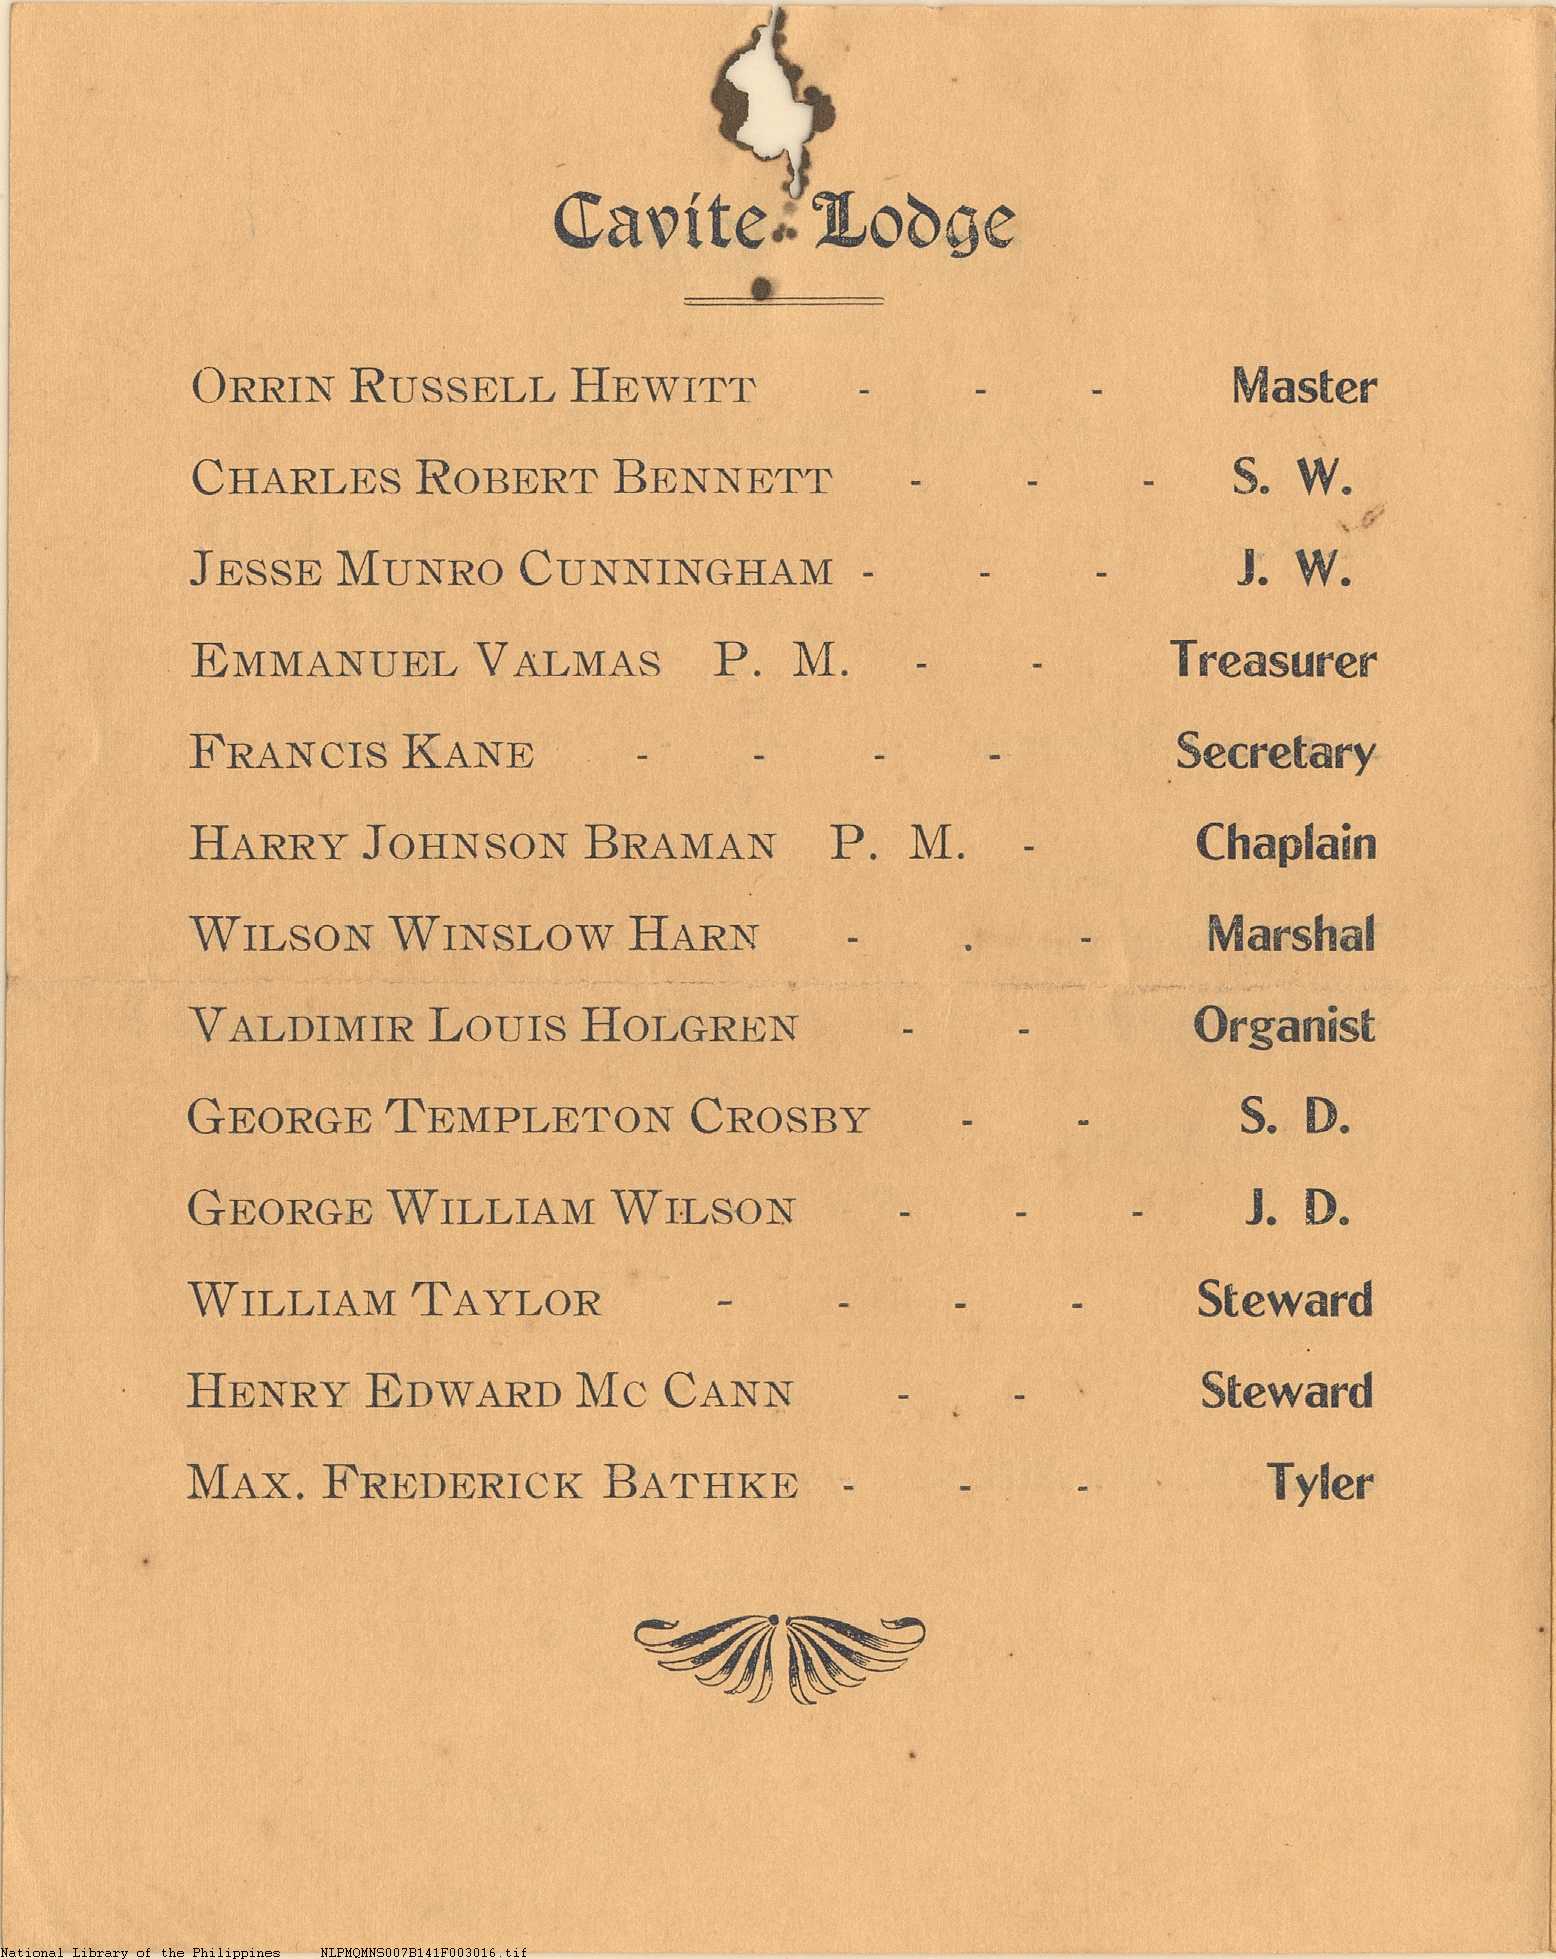 Cavite Lodge
ORRIN RUSSELL HEWITT - - - Master
CHARLES ROBERT BENNETT - - - S. W.
JESSE MUNRO CUNNINGHAM - - - J. W.
EMMANUEL VALMAS P. M. - - Treasurer
FRANCIS KANE - - - - Secretary
HARRY JOHNSON BRAMAN P. M. - Chaplain
WILSON WINSLOW HARN - . - Marshal
VALDIMIR LOUIS HOLGREN - - Organist
GEORGE TEMPLETON CROSBY - - S. D.
GEORGE WILLIAM WILSON - - - J. D.
WILLIAM TAYLOR - - - - Steward
HENRY EDWARD MC CANN - - Steward
MAX. FREDERICK BATHKE - - - Tyler
National Library of the Philippines NLPMQMNS007B141F003016.tif